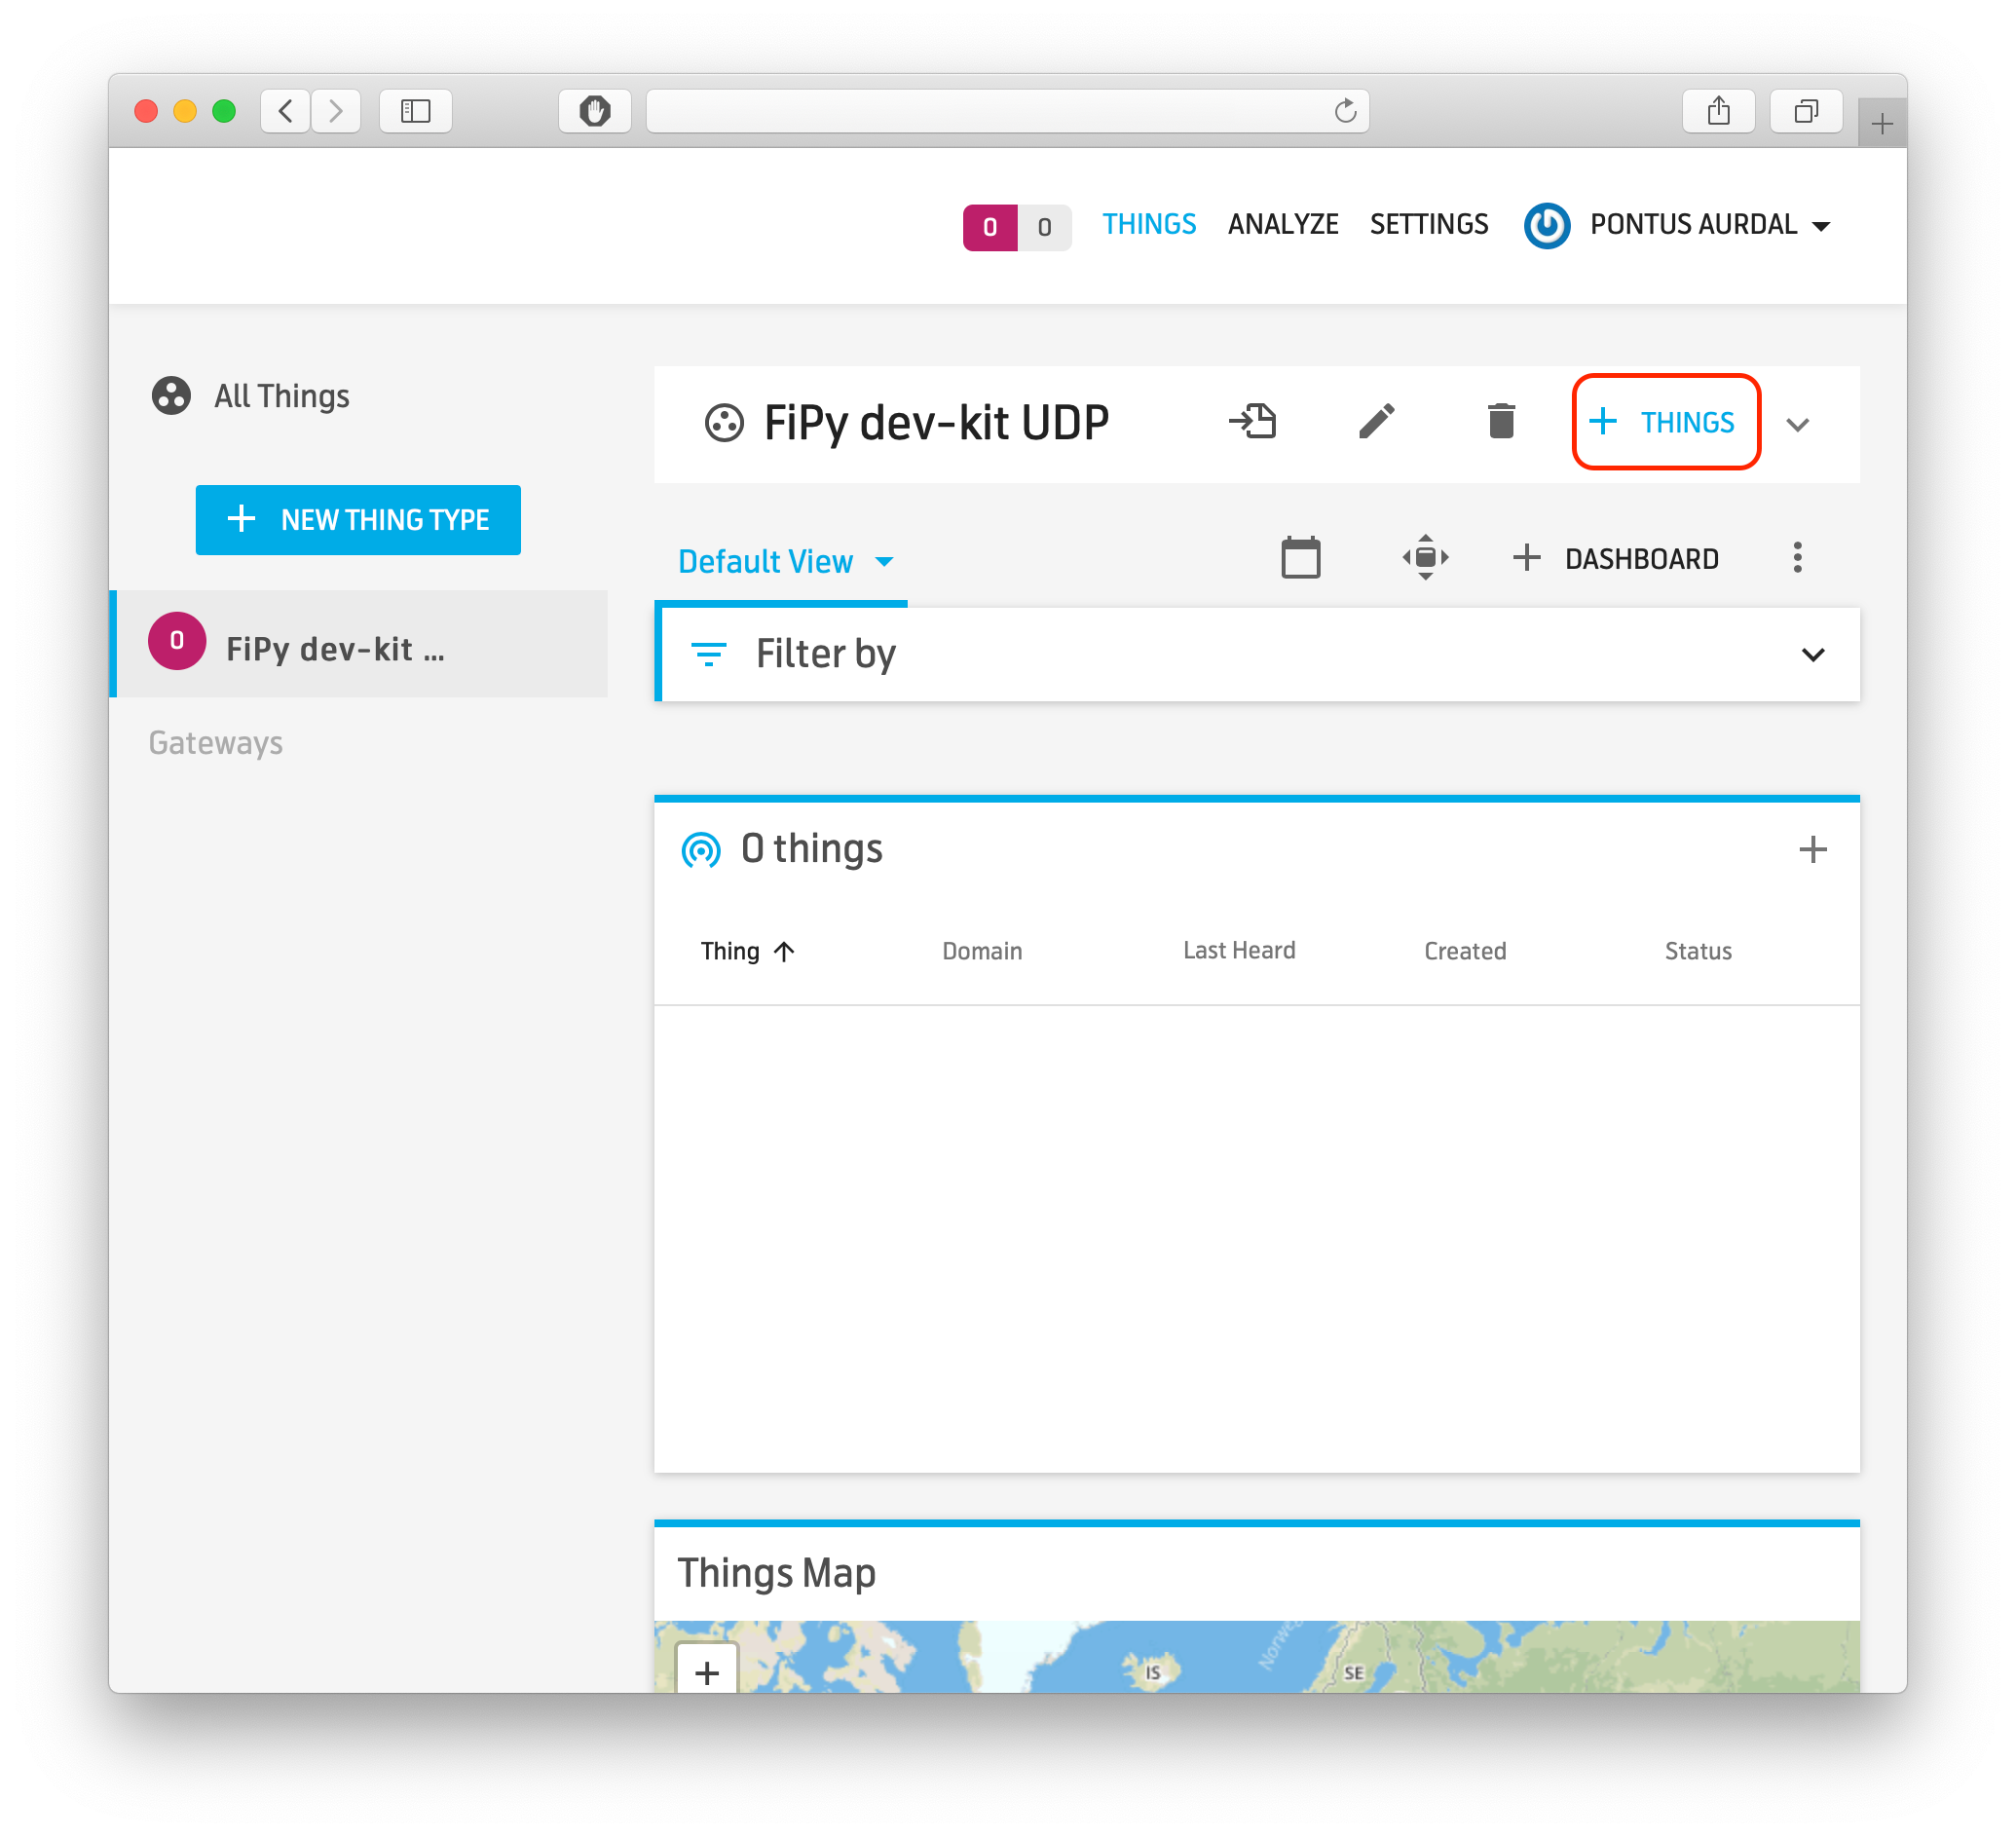 0 0 THINGS ANALYZE SETTINGS PONTUS AURDAL
All Things
NEW THING TYPE
0 FiPy dev-kit ...
Gateways
FiPy dev-kit UDP + THINGS
Default View + DASHBOARD
Filter by
0 things +
Thing Domain Last Heard Created Status
Things Map
+
IS
SE